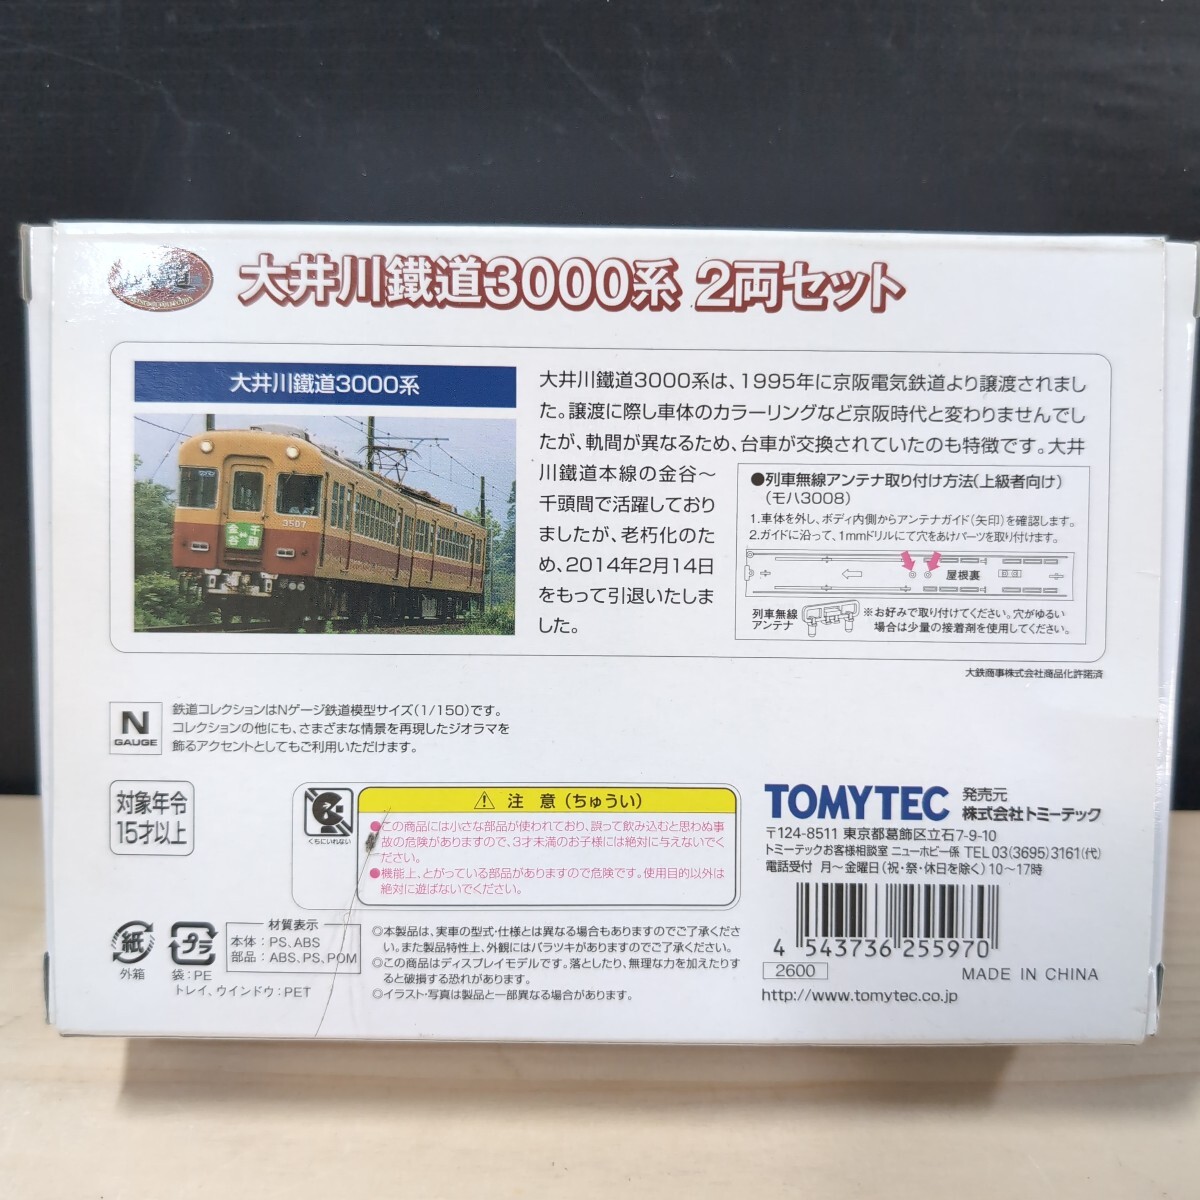 大井川鐵道3000系 2両セット
大井川鐵道3000系
3507
金谷
千頭
大井川鐵道3000系は、1995年に京阪電気鉄道より譲渡されまし
た。譲渡に際し車体のカラーリングなど京阪時代と変わりませんでし
たが、軌間が異なるため、台車が交換されていたのも特徴です。大井
川鐵道本線の金谷～
千頭間で活躍しており
ましたが、老朽化のた
め、2014年2月14日
をもって引退いたしま
した。
●列車無線アンテナ取り付け方法(上級者向け)
(モハ3008)
1.車体を外し、ボディ内側からアンテナガイド(矢印)を確認します。
2.ガイドに沿って、1mmドリルにて穴をあけパーツを取り付けます。
屋根裏
列車無線
アンテナ
※お好みで取り付けてください。穴がゆるい
場合は少量の接着剤を使用してください。
大鉄商事株式会社商品化許諾済
N
GAUGE
鉄道コレクションはNゲージ鉄道模型サイズ(1/150)です。
コレクションの他にも、さまざまな情景を再現したジオラマを
飾るアクセントとしてもご利用いただけます。
対象年令
15才以上
くちにいれない
⚠ 注 意 (ちゅうい)
●この商品には小さな部品が使われており、誤って飲み込むと思わぬ事
故の危険がありますので、3才未満のお子様には絶対に与えないでく
ださい。
●機能上、とがっている部品がありますので危険です。使用目的以外は
絶対に遊ばないでください。
TOMYTEC
発売元
株式会社トミーテック
〒124-8511 東京都葛飾区立石7-9-10
トミーテックお客様相談室 ニューホビー係 TEL 03(3695)3161(代)
電話受付 月～金曜日(祝・祭・休日を除く)10～17時
紙
外箱
プラ
袋:PE
トレイ、ウインドウ:PET
材質表示
本体:PS、ABS
部品:ABS、PS、POM
◎本製品は、実車の型式・仕様とは異なる場合もありますのでご了承くださ
い。また製品特性上、外観にはバラツキがありますのでご了承ください。
◎この商品はディスプレイモデルです。落としたり、無理な力を加えたりす
ると破損する恐れがあります。
◎イラスト・写真は製品と一部異なる場合があります。
4 543736 255970
2600
MADE IN CHINA
http://www.tomytec.co.jp